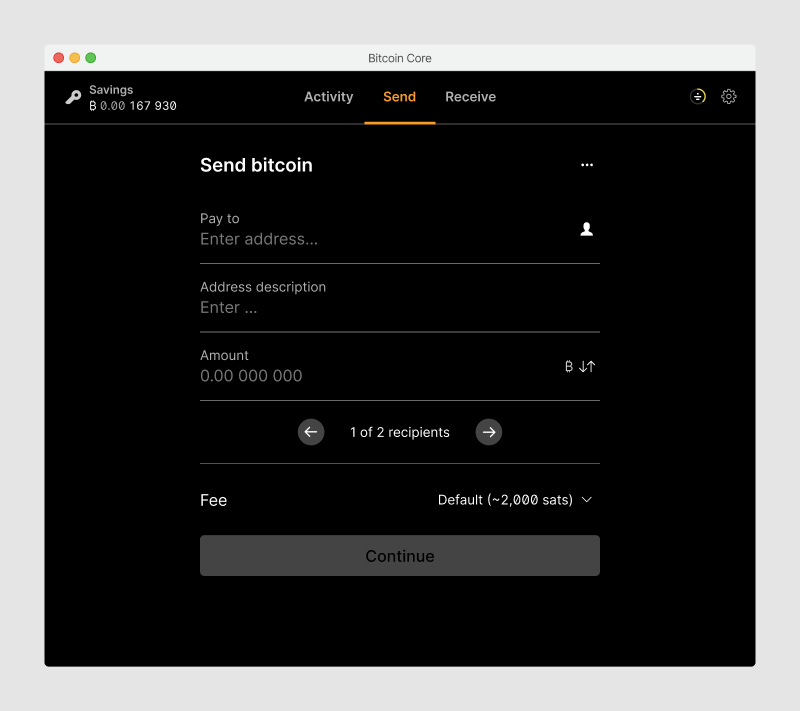 Bitcoin Core
Savings
₿ 0.00 167 930
Activity
Send
Receive
Send bitcoin
...
Pay to
Enter address...
Address description
Enter ...
Amount
0.00 000 000
₿
1 of 2 recipients
Fee
Default (~2,000 sats)
Continue